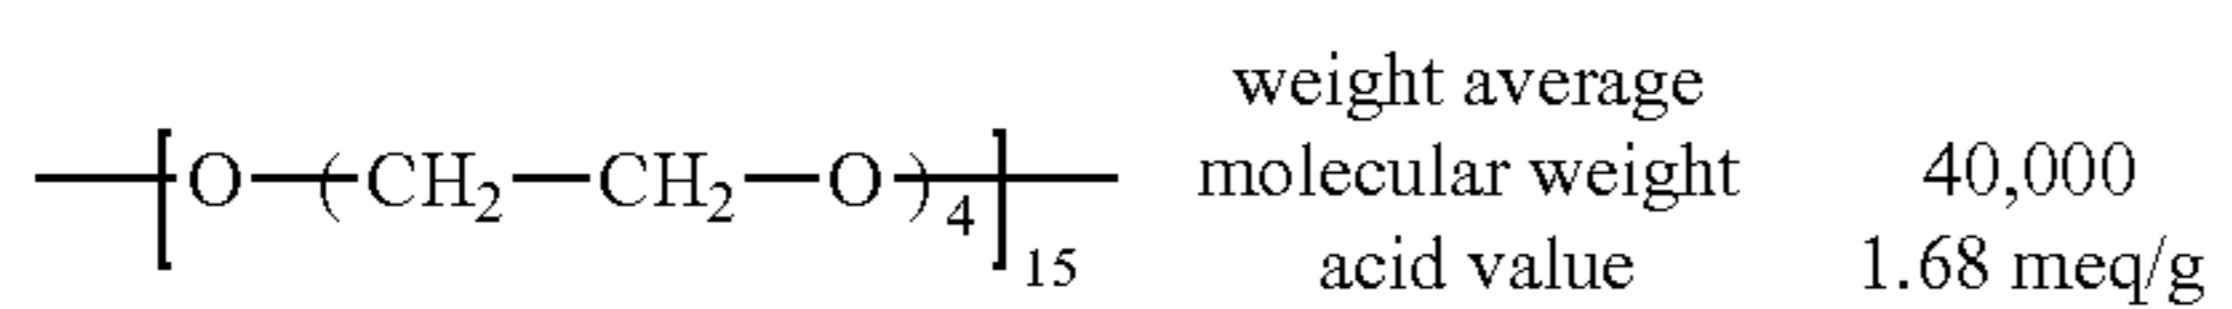 weight average
—[O—(CH₂—CH₂—O)₄]₁₅— molecular weight 40,000
acid value 1.68 meq/g